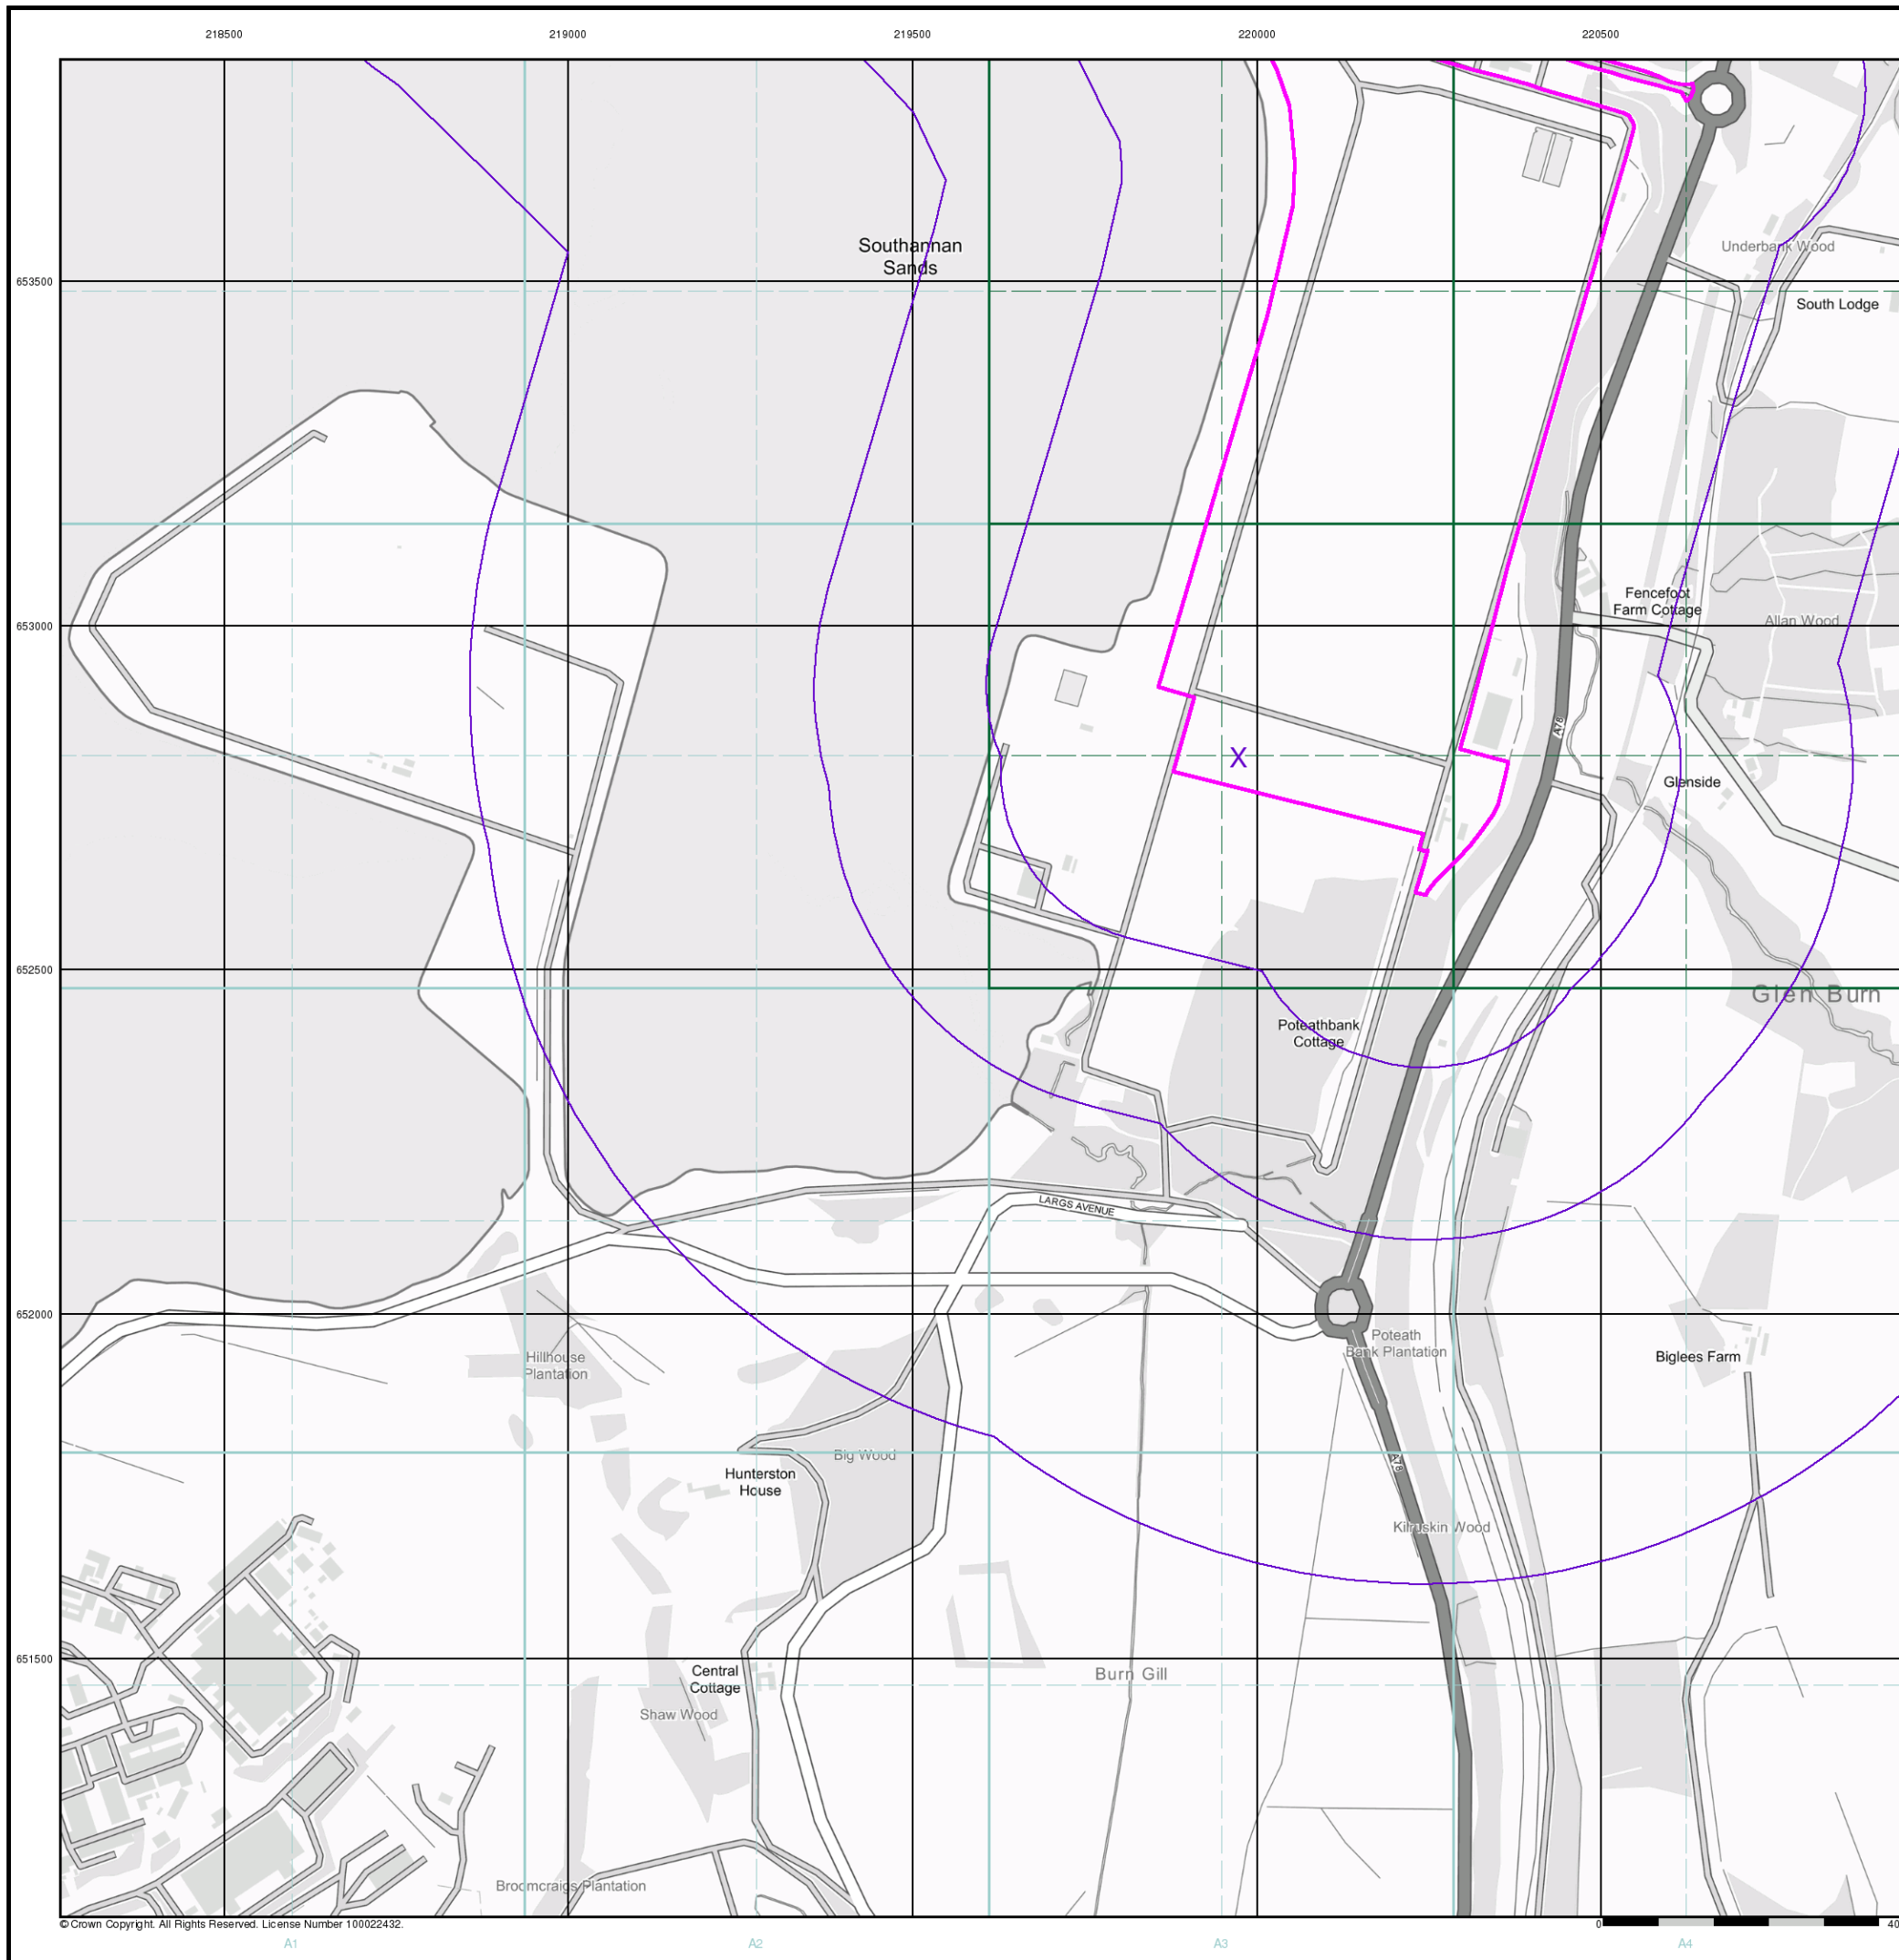 218500
219000
219500
220000
220500
Southannan
Sands
Underbank Wood
653500
South Lodge
Fencefoot
Farm Cottage
Allan Wood
653000
A78
X
Glenside
652500
Glen Burn
Poteathbank
Cottage
LARGS AVENUE
652000
Poteath
Bank Plantation
Hillhouse
Plantation
Biglees Farm
Big Wood
A78
Hunterston
House
Kilruskin Wood
651500
Central
Cottage
Burn Gill
Shaw Wood
Broomcraigs Plantation
© Crown Copyright. All Rights Reserved. License Number 100022432.
0
40
A1
A2
A3
A4